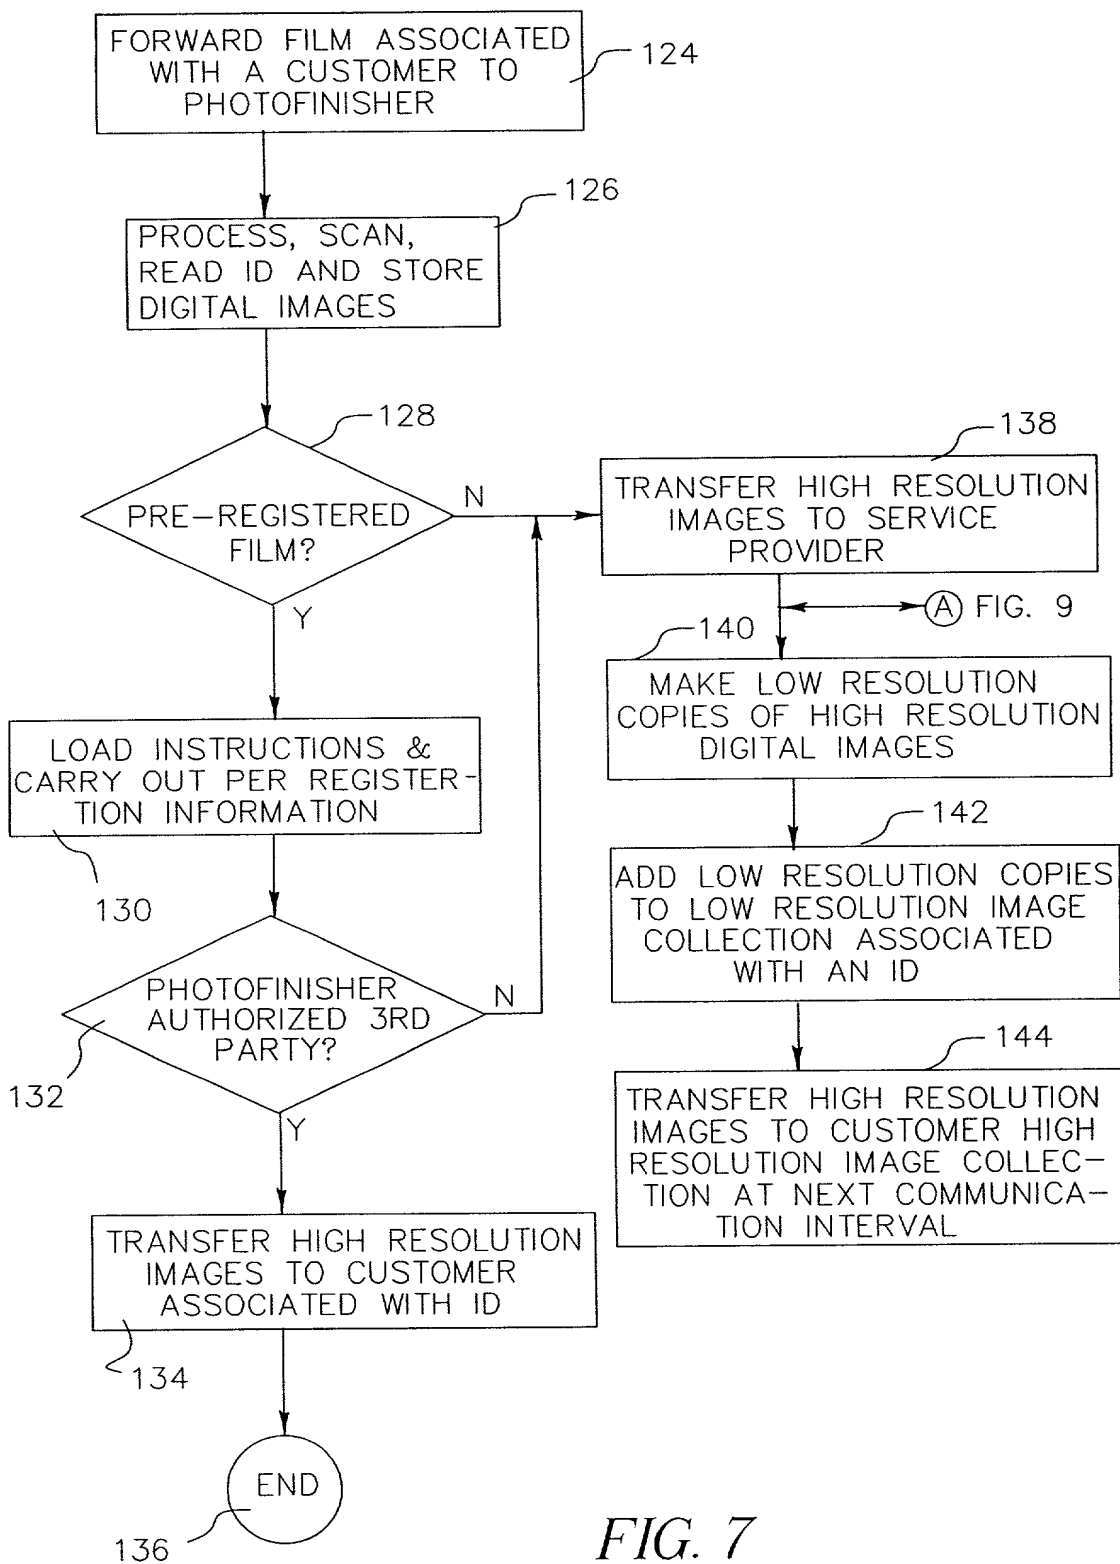 FORWARD FILM ASSOCIATED
WITH A CUSTOMER TO
PHOTOFINISHER
124
126
PROCESS, SCAN,
READ ID AND STORE
DIGITAL IMAGES
128
PRE-REGISTERED
FILM?
N
Y
LOAD INSTRUCTIONS &
CARRY OUT PER REGISTER-
TION INFORMATION
130
PHOTOFINISHER
AUTHORIZED 3RD
PARTY?
N
132
Y
TRANSFER HIGH RESOLUTION
IMAGES TO CUSTOMER
ASSOCIATED WITH ID
134
END
136
138
TRANSFER HIGH RESOLUTION
IMAGES TO SERVICE
PROVIDER
A FIG. 9
140
MAKE LOW RESOLUTION
COPIES OF HIGH RESOLUTION
DIGITAL IMAGES
142
ADD LOW RESOLUTION COPIES
TO LOW RESOLUTION IMAGE
COLLECTION ASSOCIATED
WITH AN ID
144
TRANSFER HIGH RESOLUTION
IMAGES TO CUSTOMER HIGH
RESOLUTION IMAGE COLLEC-
TION AT NEXT COMMUNICA-
TION INTERVAL
FIG. 7